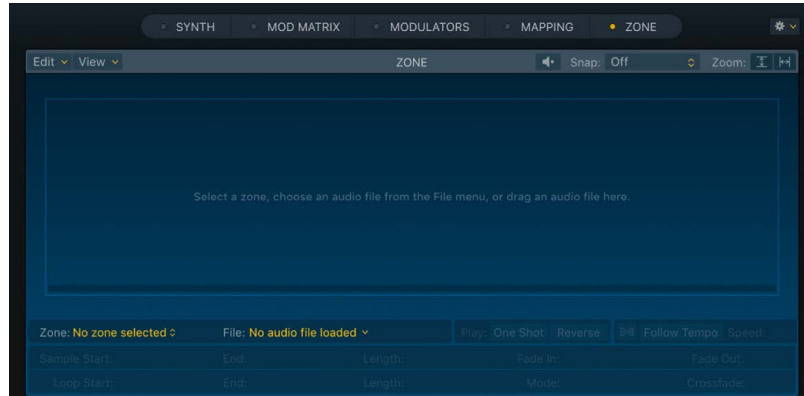 SYNTH MOD MATRIX MODULATORS MAPPING ZONE
Edit View ZONE Snap: Off Zoom:
Select a zone, choose an audio file from the File menu, or drag an audio file here.
Zone: No zone selected File: No audio file loaded Play: One Shot Reverse Follow Tempo Speed:
Sample Start: End: Length: Fade In: Fade Out:
Loop Start: End: Length: Mode: Crossfade: